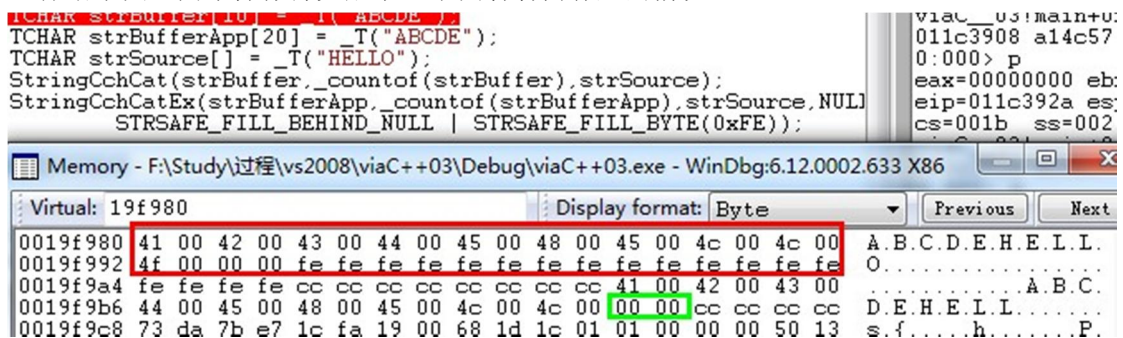 TCHAR strBuffer[10] = _T("ABCDE");
TCHAR strBufferApp[20] = _T("ABCDE");
TCHAR strSource[] = _T("HELLO");
StringCchCat(strBuffer,_countof(strBuffer),strSource);
StringCchCatEx(strBufferApp,_countof(strBufferApp),strSource,NULL
STRSAFE_FILL_BEHIND_NULL | STRSAFE_FILL_BYTE(0xFE));
viaC__03!main+0
011c3908 a14c57
0:000> p
eax=00000000 eb
eip=011c392a es
cs=001b ss=002
Memory - F:\Study\过程\vs2008\viaC++03\Debug\viaC++03.exe - WinDbg:6.12.0002.633 X86
Virtual: 19f980 Display format: Byte Previous Next
0019f980 41 00 42 00 43 00 44 00 45 00 48 00 45 00 4c 00 4c 00 A.B.C.D.E.H.E.L.L.
0019f992 4f 00 00 00 fe fe fe fe fe fe fe fe fe fe fe fe fe fe O.................
0019f9a4 fe fe fe fe cc cc cc cc cc cc cc cc 41 00 42 00 43 00 ............A.B.C.
0019f9b6 44 00 45 00 48 00 45 00 4c 00 4c 00 00 00 cc cc cc cc D.E.H.E.L.L.......
0019f9c8 73 da 7b e7 1c fa 19 00 68 1d 1c 01 01 00 00 00 50 13 s.{.....h.......P.